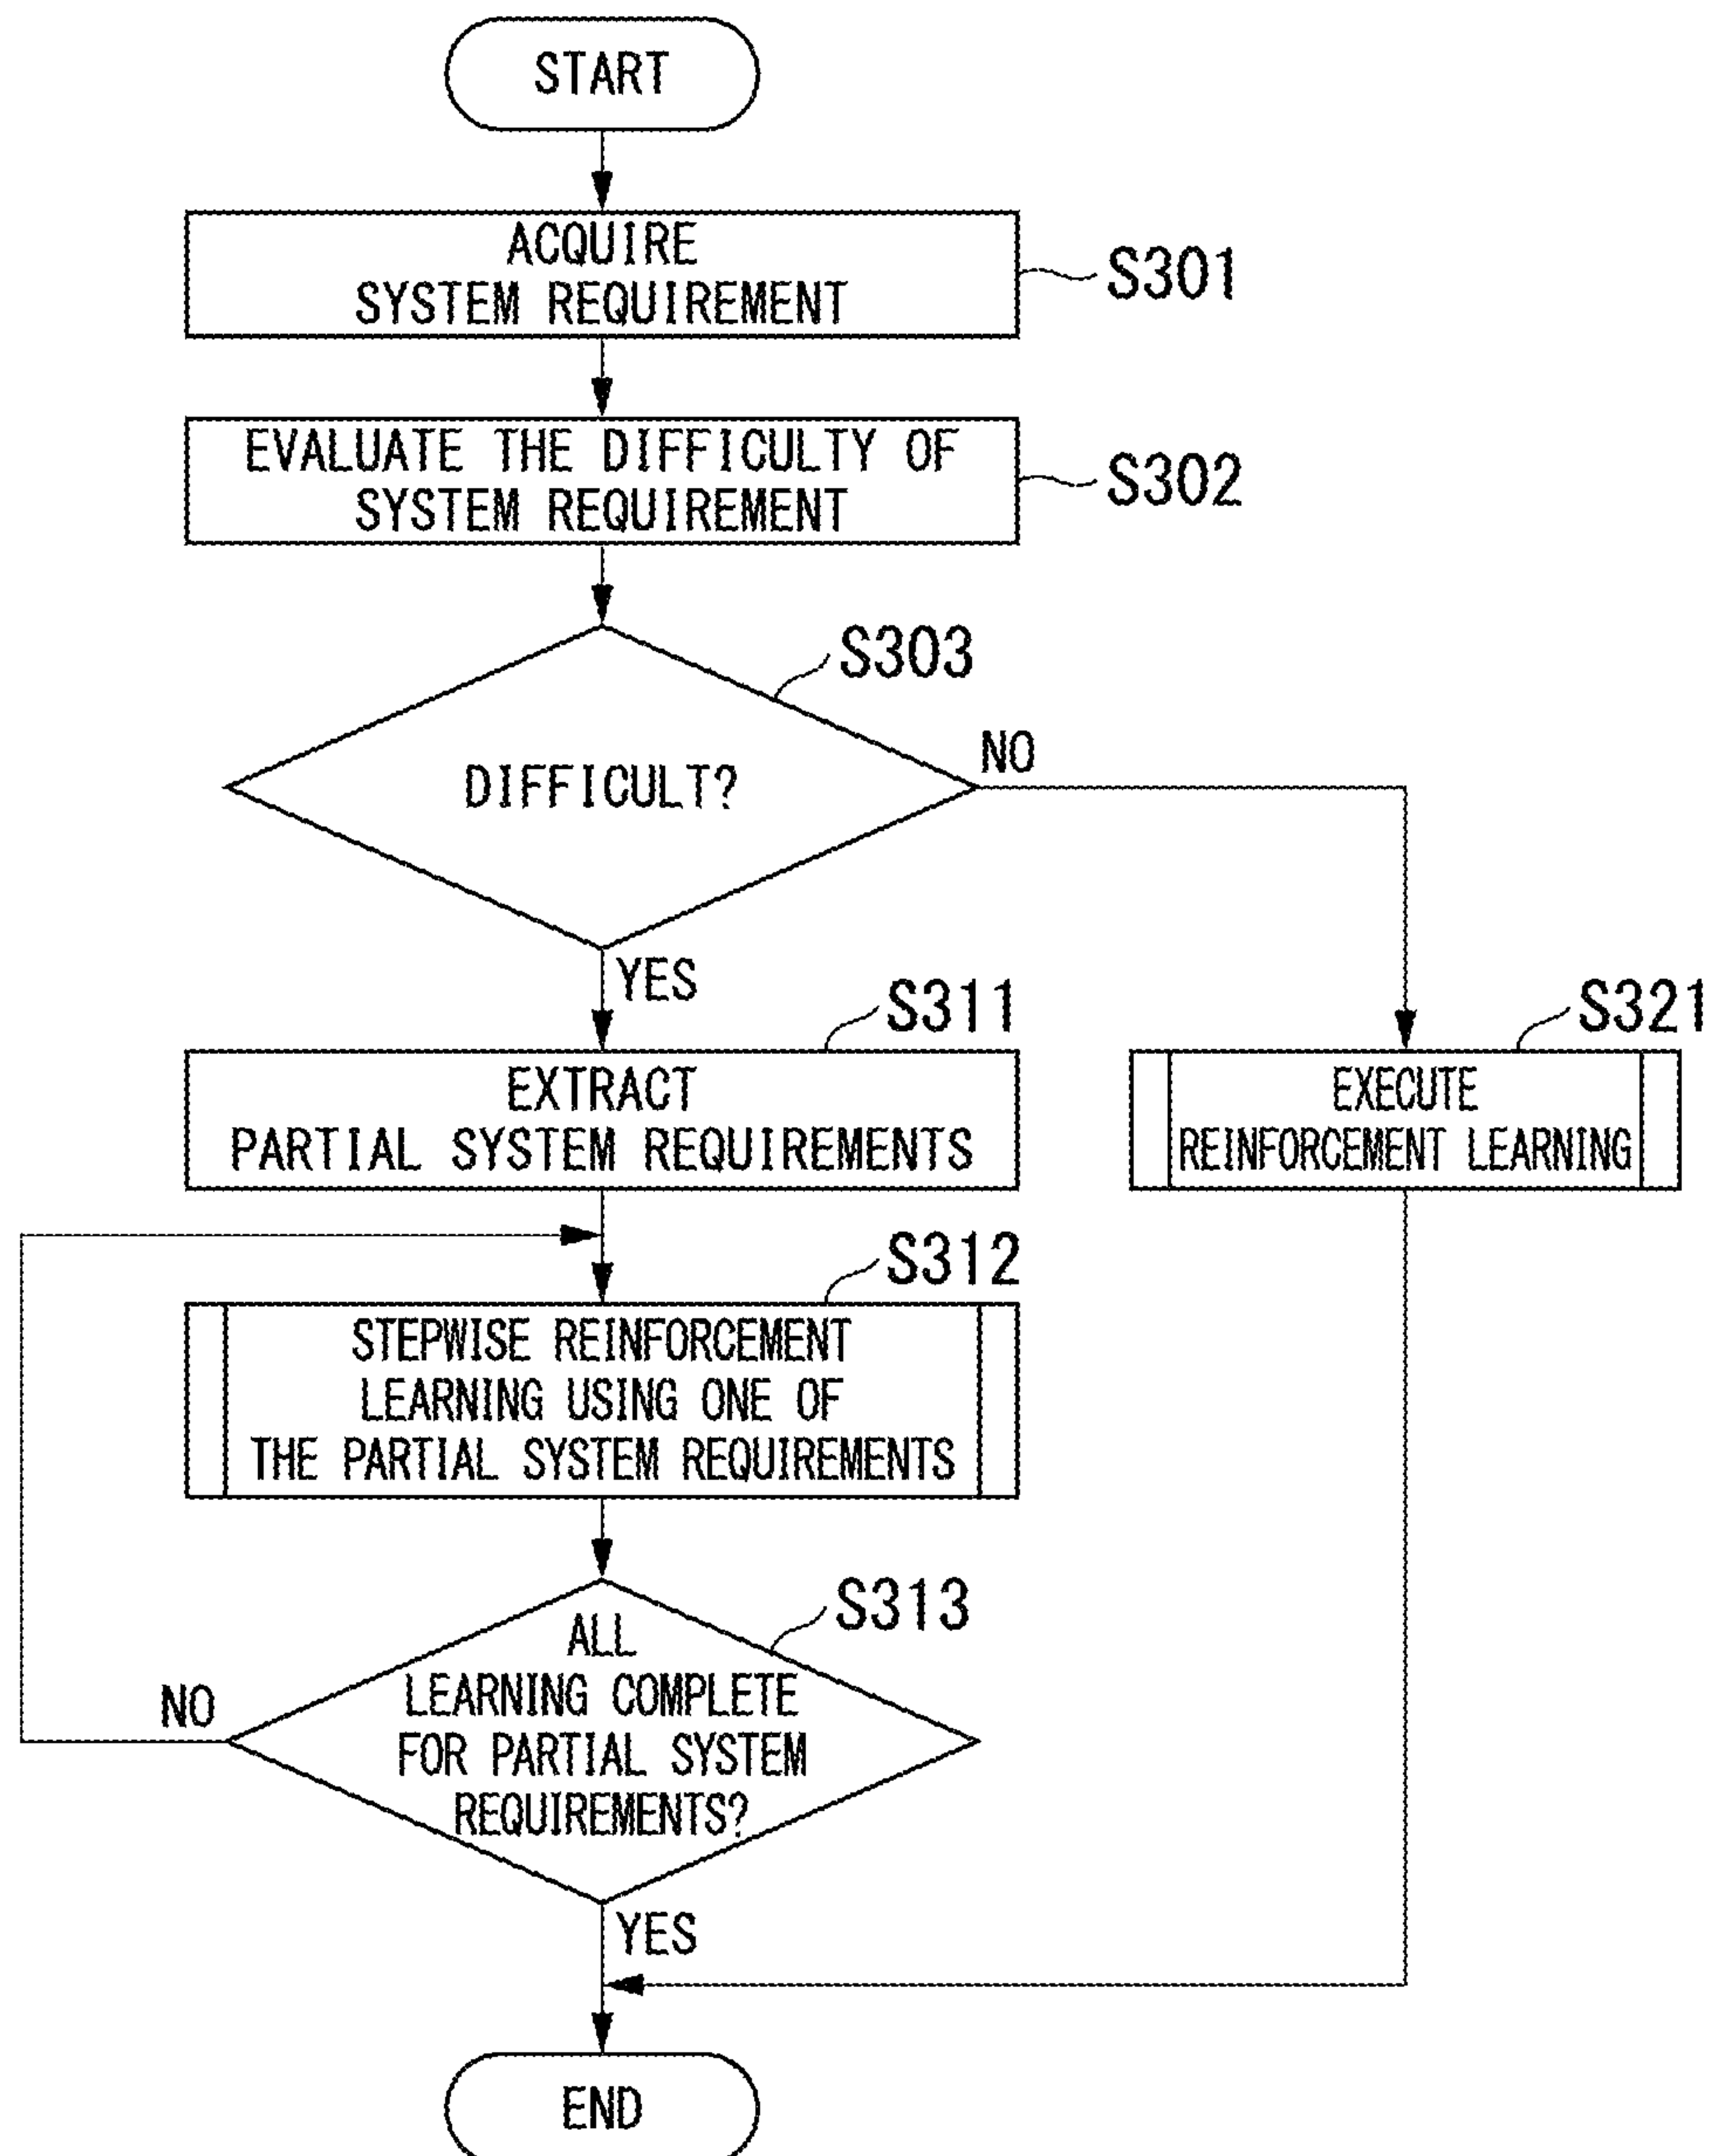 START
ACQUIRE
SYSTEM REQUIREMENT
S301
EVALUATE THE DIFFICULTY OF
SYSTEM REQUIREMENT
S302
S303
DIFFICULT?
NO
YES
S311
EXTRACT
PARTIAL SYSTEM REQUIREMENTS
S321
EXECUTE
REINFORCEMENT LEARNING
S312
STEPWISE REINFORCEMENT
LEARNING USING ONE OF
THE PARTIAL SYSTEM REQUIREMENTS
S313
ALL
LEARNING COMPLETE
FOR PARTIAL SYSTEM
REQUIREMENTS?
NO
YES
END